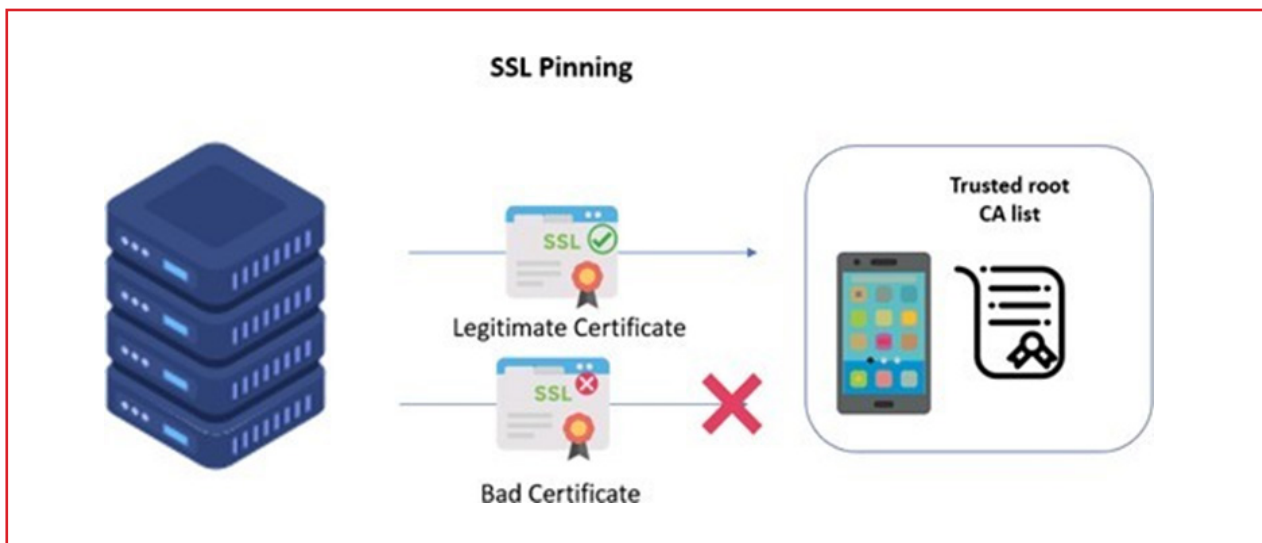 SSL Pinning
Trusted root
CA list
SSL
Legitimate Certificate
SSL
Bad Certificate